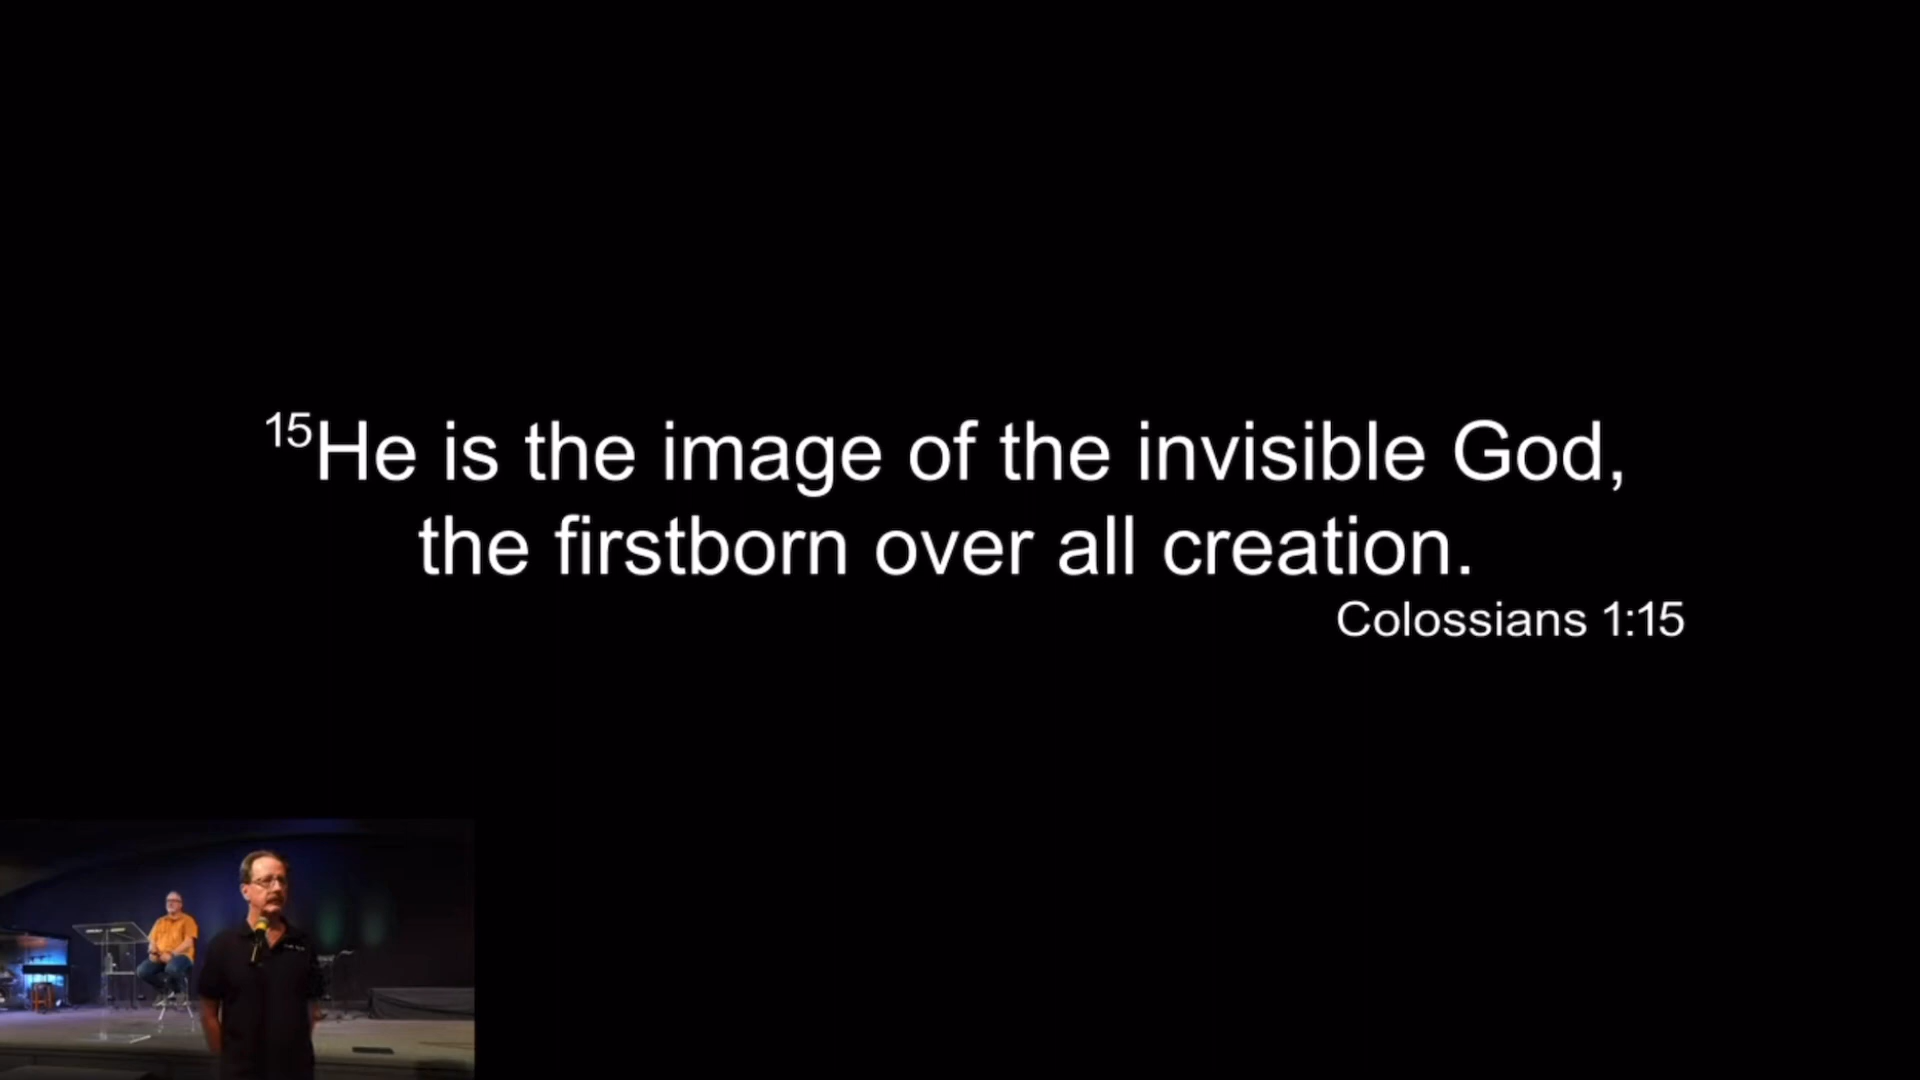 ¹⁵He is the image of the invisible God,
the firstborn over all creation.
Colossians 1:15